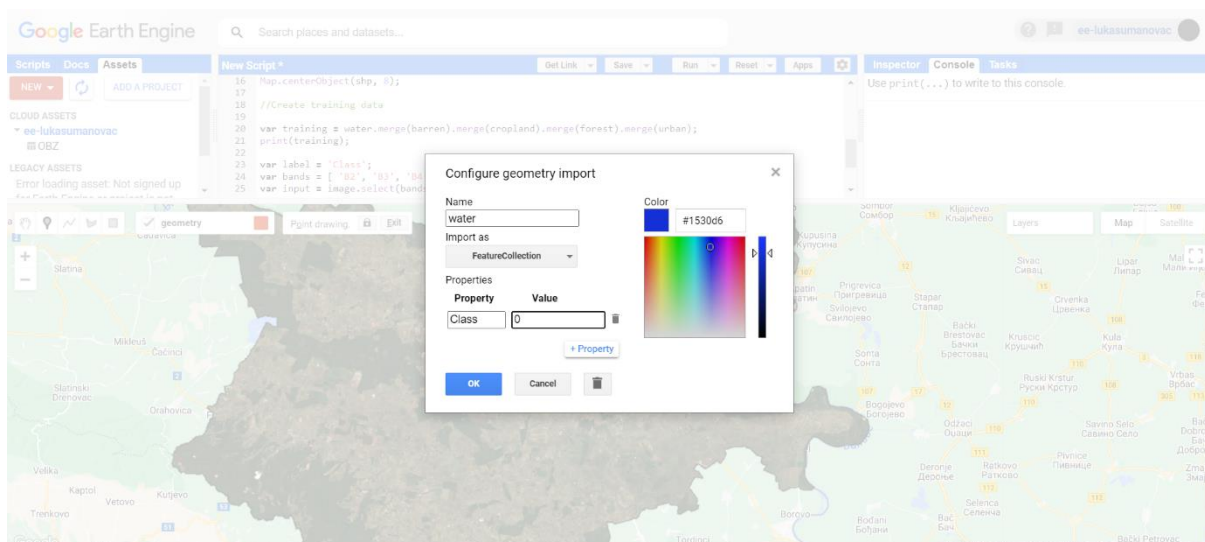 Google Earth Engine
Search places and datasets...
ee-lukasumanovac
Scripts Docs Assets
New Script *
Get Link Save Run Reset Apps
Inspector Console Tasks
NEW
ADD A PROJECT
Use print(...) to write to this console.
CLOUD ASSETS
ee-lukasumanovac
OBZ
LEGACY ASSETS
Error loading asset: Not signed up
16 Map.centerObject(shp, 8);
17
18 //Create training data
19
20 var training = water.merge(barren).merge(cropland).merge(forest).merge(urban);
21 print(training);
22
23 var label = 'Class';
24 var bands = [ 'B2', 'B3', 'B4
25 var input = image.select(bands
Configure geometry import
Name
water
Import as
FeatureCollection
Properties
Property Value
Class 0
+ Property
OK Cancel
Color
#1530d6
geometry
Point drawing. Exit
Layers
Map Satellite
Cađavica
Slatina
Mikleuš
Čačinci
Slatinski
Drenovac
Orahovica
Velika
Kaptol
Vetovo
Kutjevo
Trenkovo
Sombor
Сомбор
Kljajićevo
Кљајићево
Kupusina
Купусина
Sivac
Сивац
Lipar
Липар
Prigrevica
Пригревица
Stapar
Стапар
Crvenka
Црвенка
Svilojevo
Свилојево
Bački
Brestovac
Бачки
Брестовац
Kruščić
Крушчић
Kula
Кула
Sonta
Сонта
Ruski Krstur
Руски Крстур
Vrbas
Врбас
Bogojevo
Богојево
Odžaci
Оџаци
Savino Selo
Савино Село
Pivnice
Пивнице
Deronje
Дероње
Ratkovo
Ратково
Selenca
Селенча
Bođani
Бођани
Bač
Бач
Borovo
Tordinci
Bački Petrovac